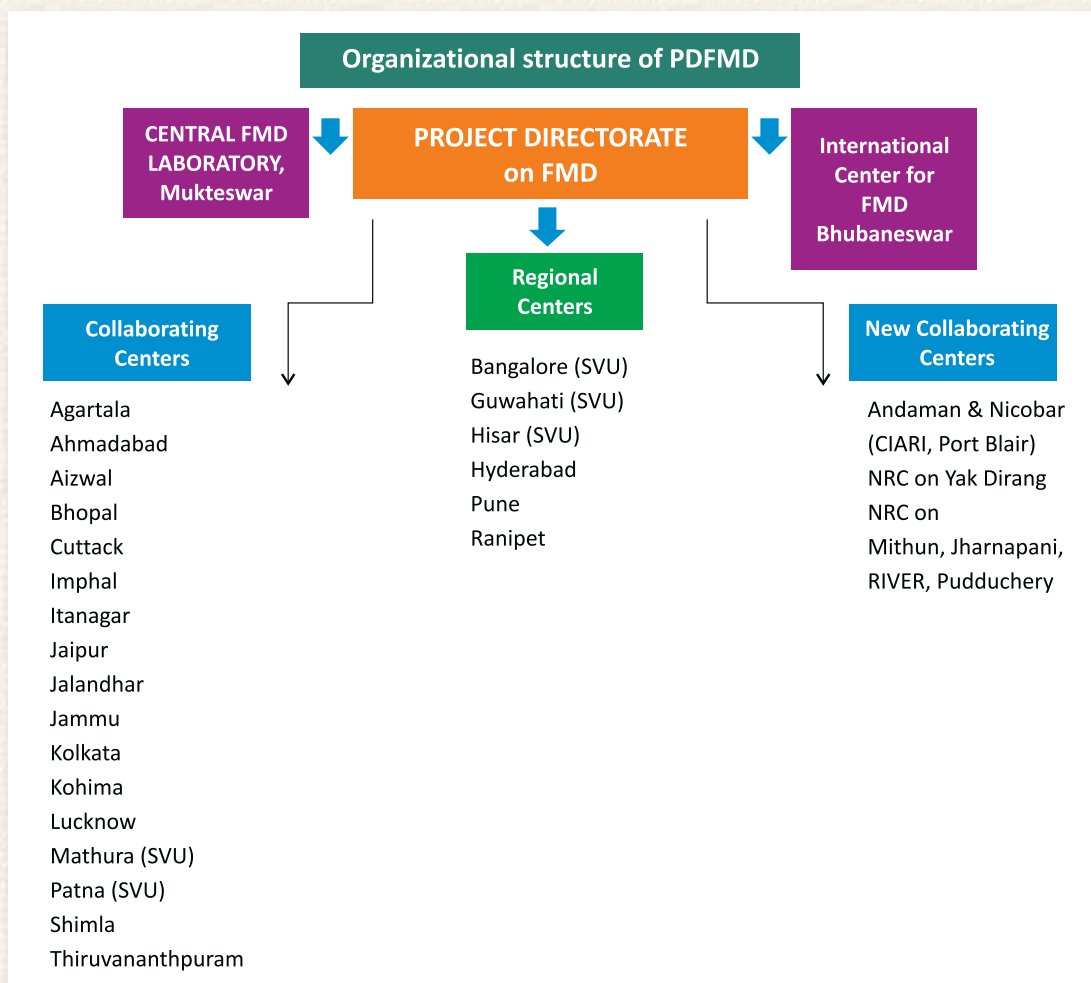 Organizational structure of PDFMD
CENTRAL FMD
LABORATORY,
Mukteswar
PROJECT DIRECTORATE
on FMD
International
Center for
FMD
Bhubaneswar
Collaborating
Centers
Agartala
Ahmadabad
Aizwal
Bhopal
Cuttack
Imphal
Itanagar
Jaipur
Jalandhar
Jammu
Kolkata
Kohima
Lucknow
Mathura (SVU)
Patna (SVU)
Shimla
Thiruvananthpuram
Regional
Centers
Bangalore (SVU)
Guwahati (SVU)
Hisar (SVU)
Hyderabad
Pune
Ranipet
New Collaborating
Centers
Andaman & Nicobar
(CIARI, Port Blair)
NRC on Yak Dirang
NRC on
Mithun, Jharnapani,
RIVER, Pudduchery